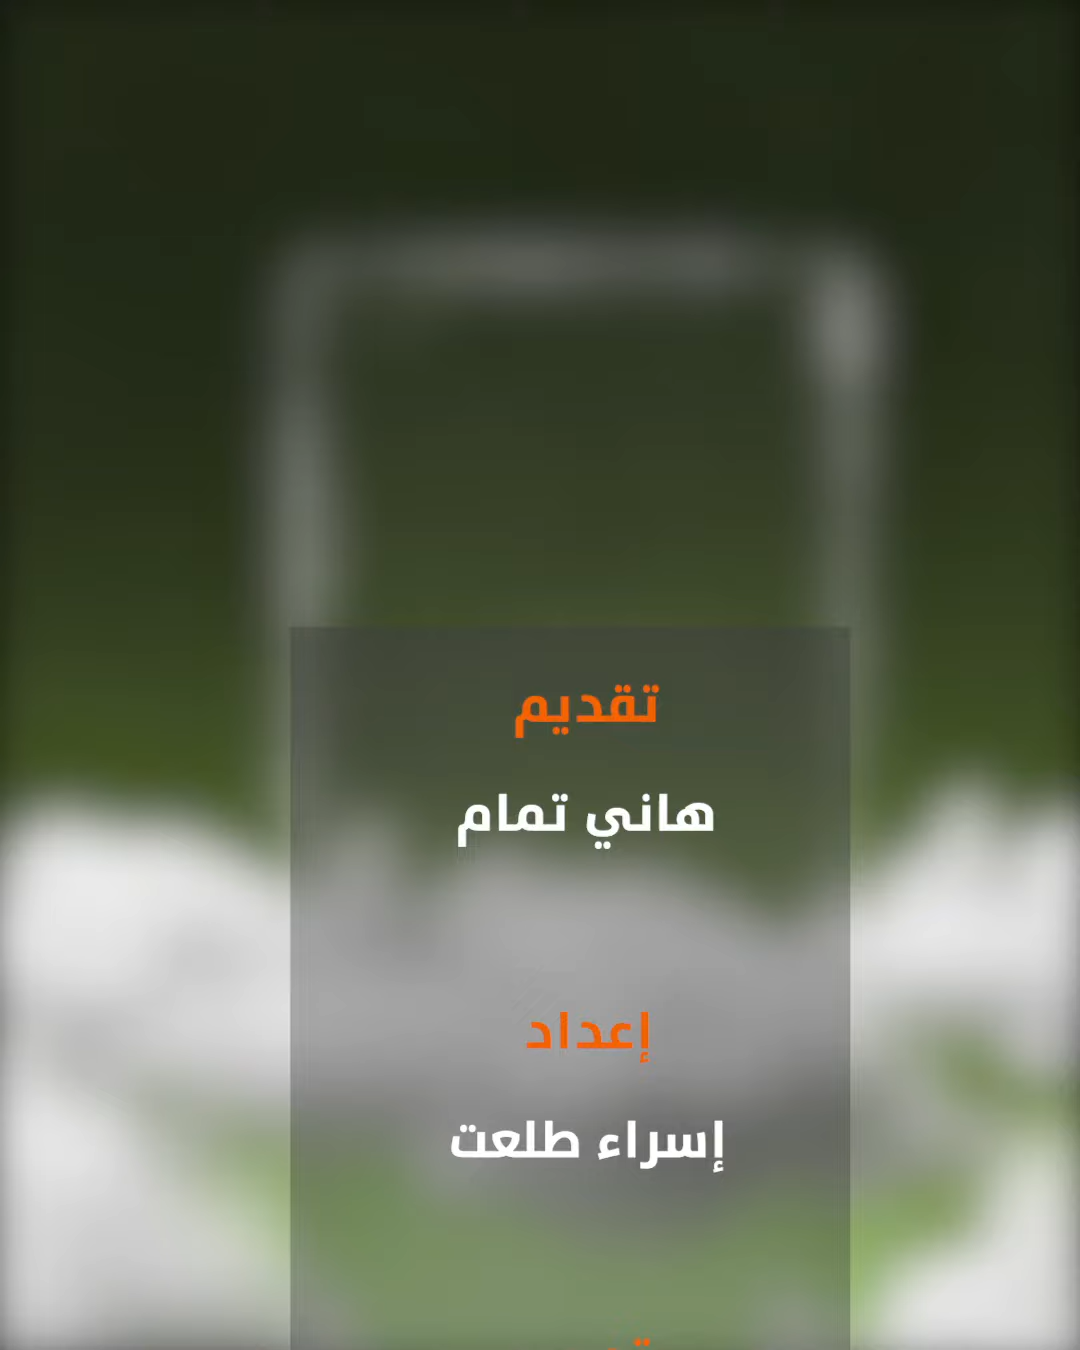 تقديم
هاني تمام
إعداد
إسراء طلعت